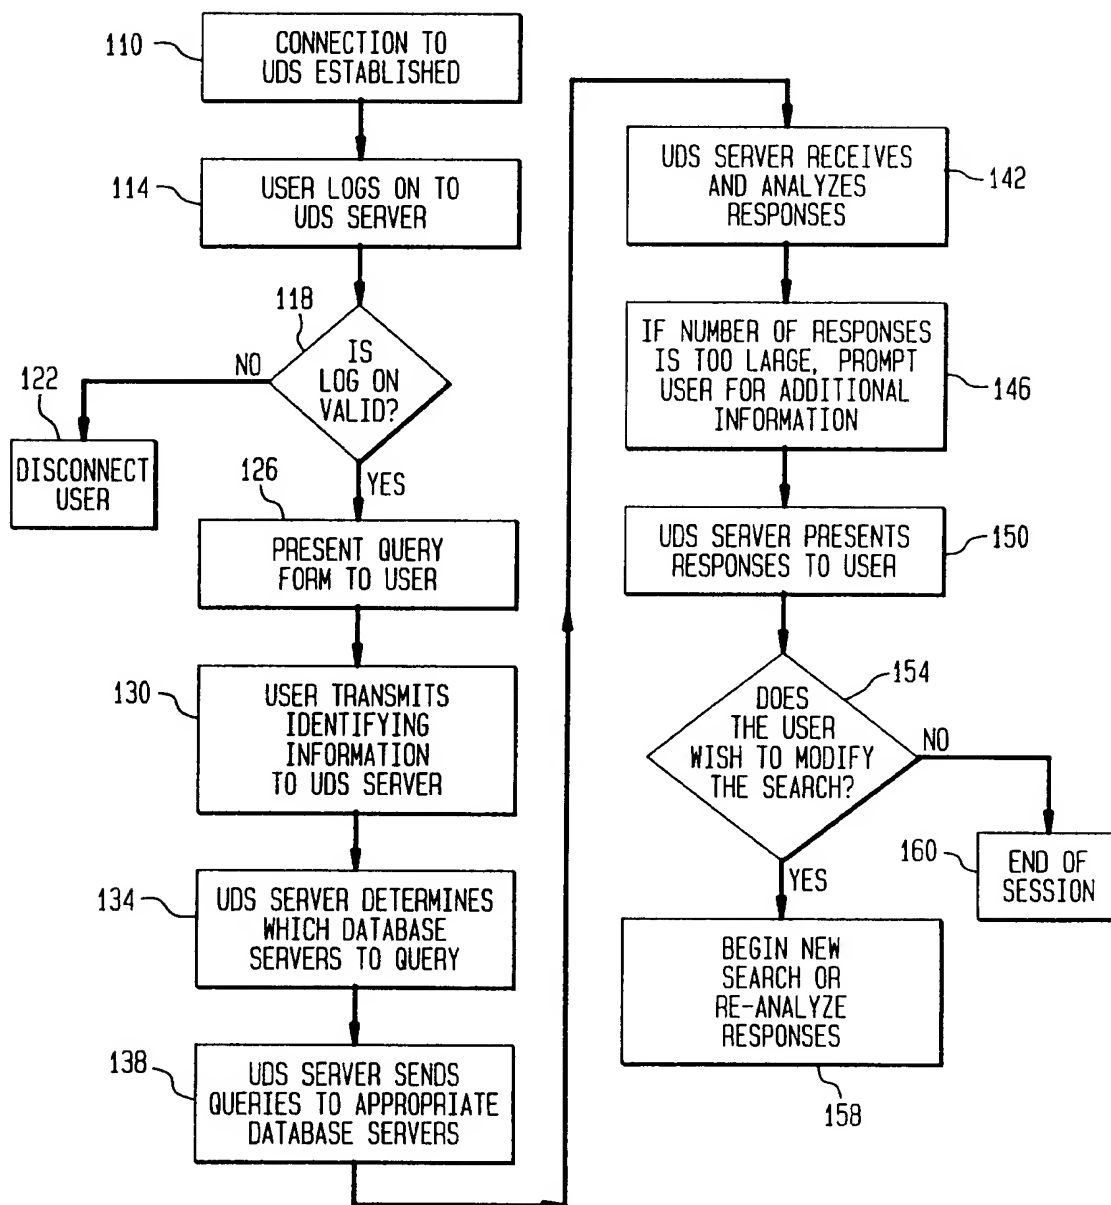 110
CONNECTION TO
UDS ESTABLISHED
114
USER LOGS ON TO
UDS SERVER
118
IS
LOG ON
VALID?
NO
122
DISCONNECT
USER
YES
126
PRESENT QUERY
FORM TO USER
130
USER TRANSMITS
IDENTIFYING
INFORMATION
TO UDS SERVER
134
UDS SERVER DETERMINES
WHICH DATABASE
SERVERS TO QUERY
138
UDS SERVER SENDS
QUERIES TO APPROPRIATE
DATABASE SERVERS
UDS SERVER RECEIVES
AND ANALYZES
RESPONSES
142
IF NUMBER OF RESPONSES
IS TOO LARGE, PROMPT
USER FOR ADDITIONAL
INFORMATION
146
UDS SERVER PRESENTS
RESPONSES TO USER
150
DOES
THE USER
WISH TO MODIFY
THE SEARCH?
154
NO
160
END OF
SESSION
YES
BEGIN NEW
SEARCH OR
RE-ANALYZE
RESPONSES
158